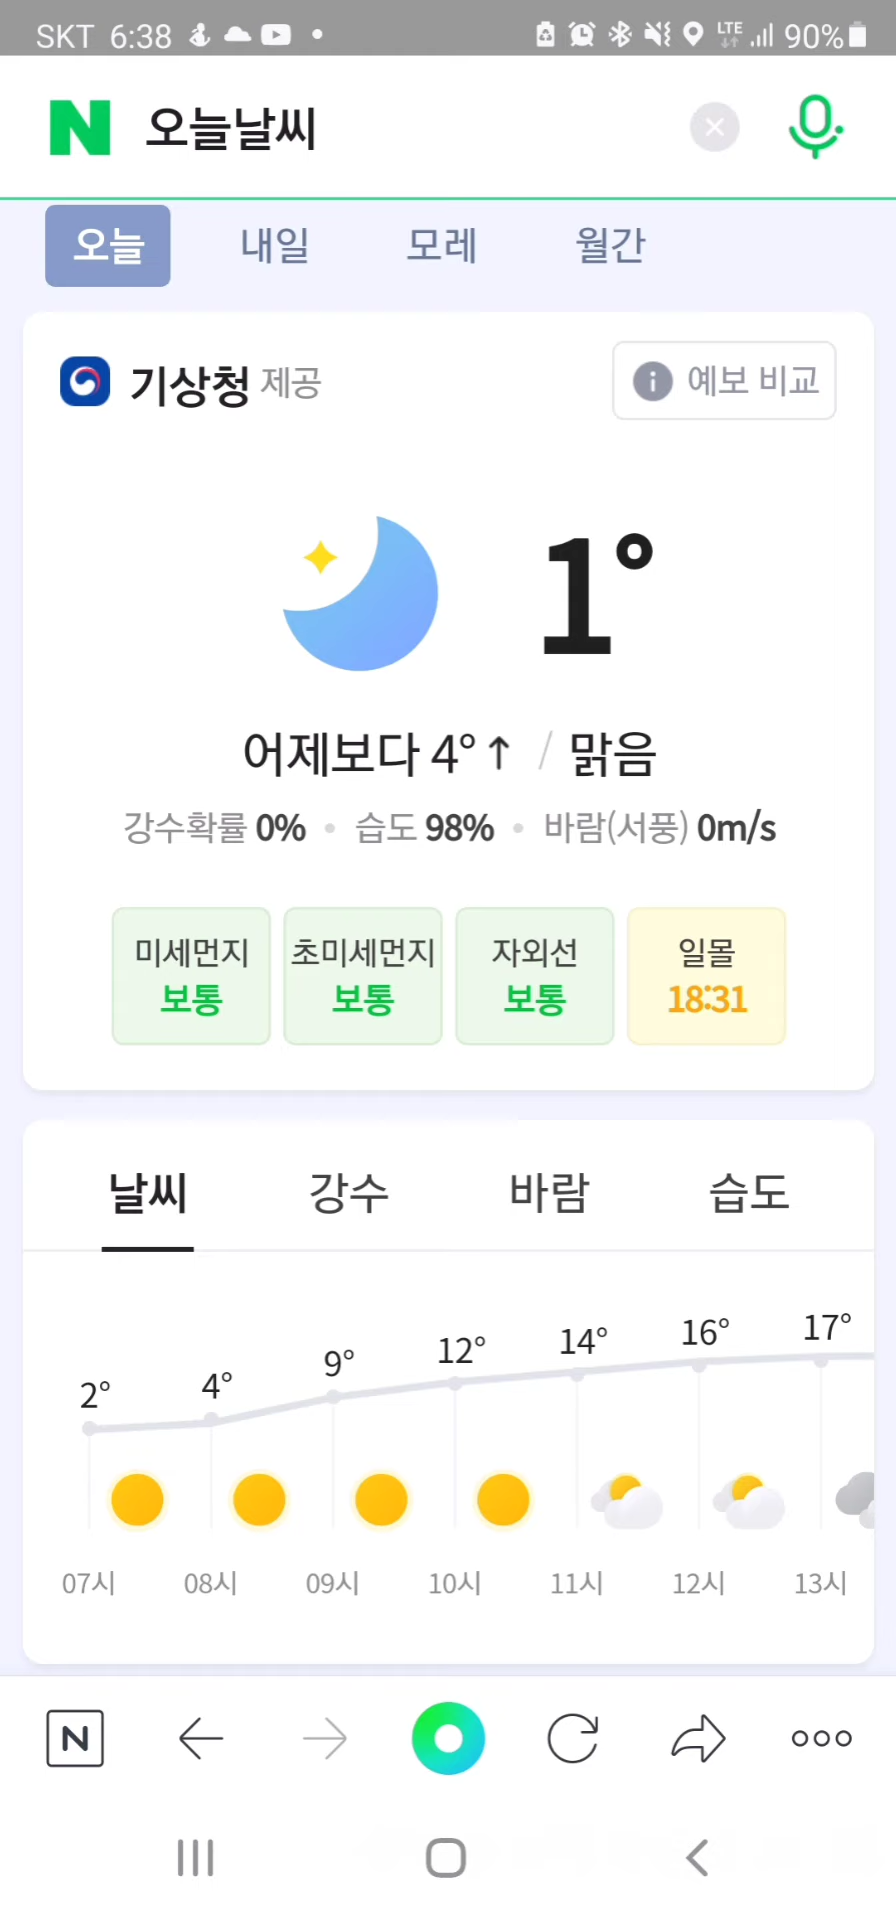 SKT 6:38 LTE 90%
N 오늘날씨
오늘 내일 모레 월간
기상청 제공 예보 비교
1°
어제보다 4° ↑ / 맑음
강수확률 0% • 습도 98% • 바람(서풍) 0m/s
미세먼지 초미세먼지 자외선 일몰
보통 보통 보통 18:31
날씨 강수 바람 습도
2° 4° 9° 12° 14° 16° 17°
07시 08시 09시 10시 11시 12시 13시
N